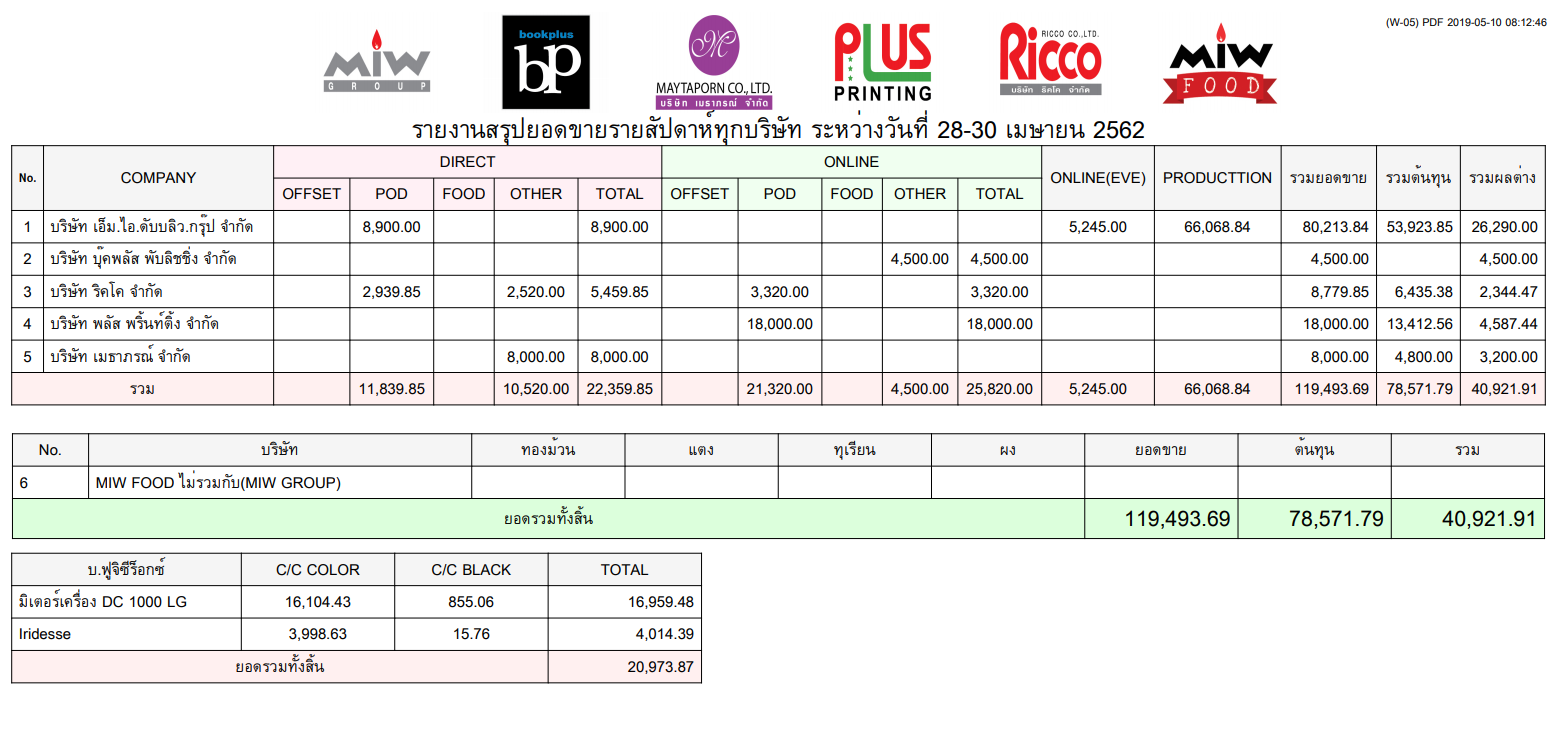 (W-05) PDF 2019-05-10 08:12:46
MIW
GROUP
bookplus
bp
M
MAYTAPORN CO., LTD.
บริษัท เมธาภรณ์ จำกัด
PLUS
PRINTING
RICCO CO.,LTD.
Ricco
บริษัท ริคโค จำกัด
MIW
FOOD
รายงานสรุปยอดขายรายสัปดาห์ทุกบริษัท ระหว่างวันที่ 28-30 เมษายน 2562
No. COMPANY DIRECT ONLINE ONLINE(EVE) PRODUCTTION รวมยอดขาย รวมต้นทุน รวมผลต่าง
OFFSET POD FOOD OTHER TOTAL OFFSET POD FOOD OTHER TOTAL
1 บริษัท เอ็ม.ไอ.ดับบลิว.กรุ๊ป จำกัด 8,900.00 8,900.00 5,245.00 66,068.84 80,213.84 53,923.85 26,290.00
2 บริษัท บุ๊คพลัส พับลิชชิ่ง จำกัด 4,500.00 4,500.00 4,500.00 4,500.00
3 บริษัท ริคโค จำกัด 2,939.85 2,520.00 5,459.85 3,320.00 3,320.00 8,779.85 6,435.38 2,344.47
4 บริษัท พลัส พริ้นท์ติ้ง จำกัด 18,000.00 18,000.00 18,000.00 13,412.56 4,587.44
5 บริษัท เมธาภรณ์ จำกัด 8,000.00 8,000.00 8,000.00 4,800.00 3,200.00
รวม 11,839.85 10,520.00 22,359.85 21,320.00 4,500.00 25,820.00 5,245.00 66,068.84 119,493.69 78,571.79 40,921.91
No. บริษัท ทองม้วน แตง ทุเรียน ผง ยอดขาย ต้นทุน รวม
6 MIW FOOD ไม่รวมกับ(MIW GROUP)
ยอดรวมทั้งสิ้น 119,493.69 78,571.79 40,921.91
บ.ฟูจิซีร็อกซ์ C/C COLOR C/C BLACK TOTAL
มิเตอร์เครื่อง DC 1000 LG 16,104.43 855.06 16,959.48
Iridesse 3,998.63 15.76 4,014.39
ยอดรวมทั้งสิ้น 20,973.87